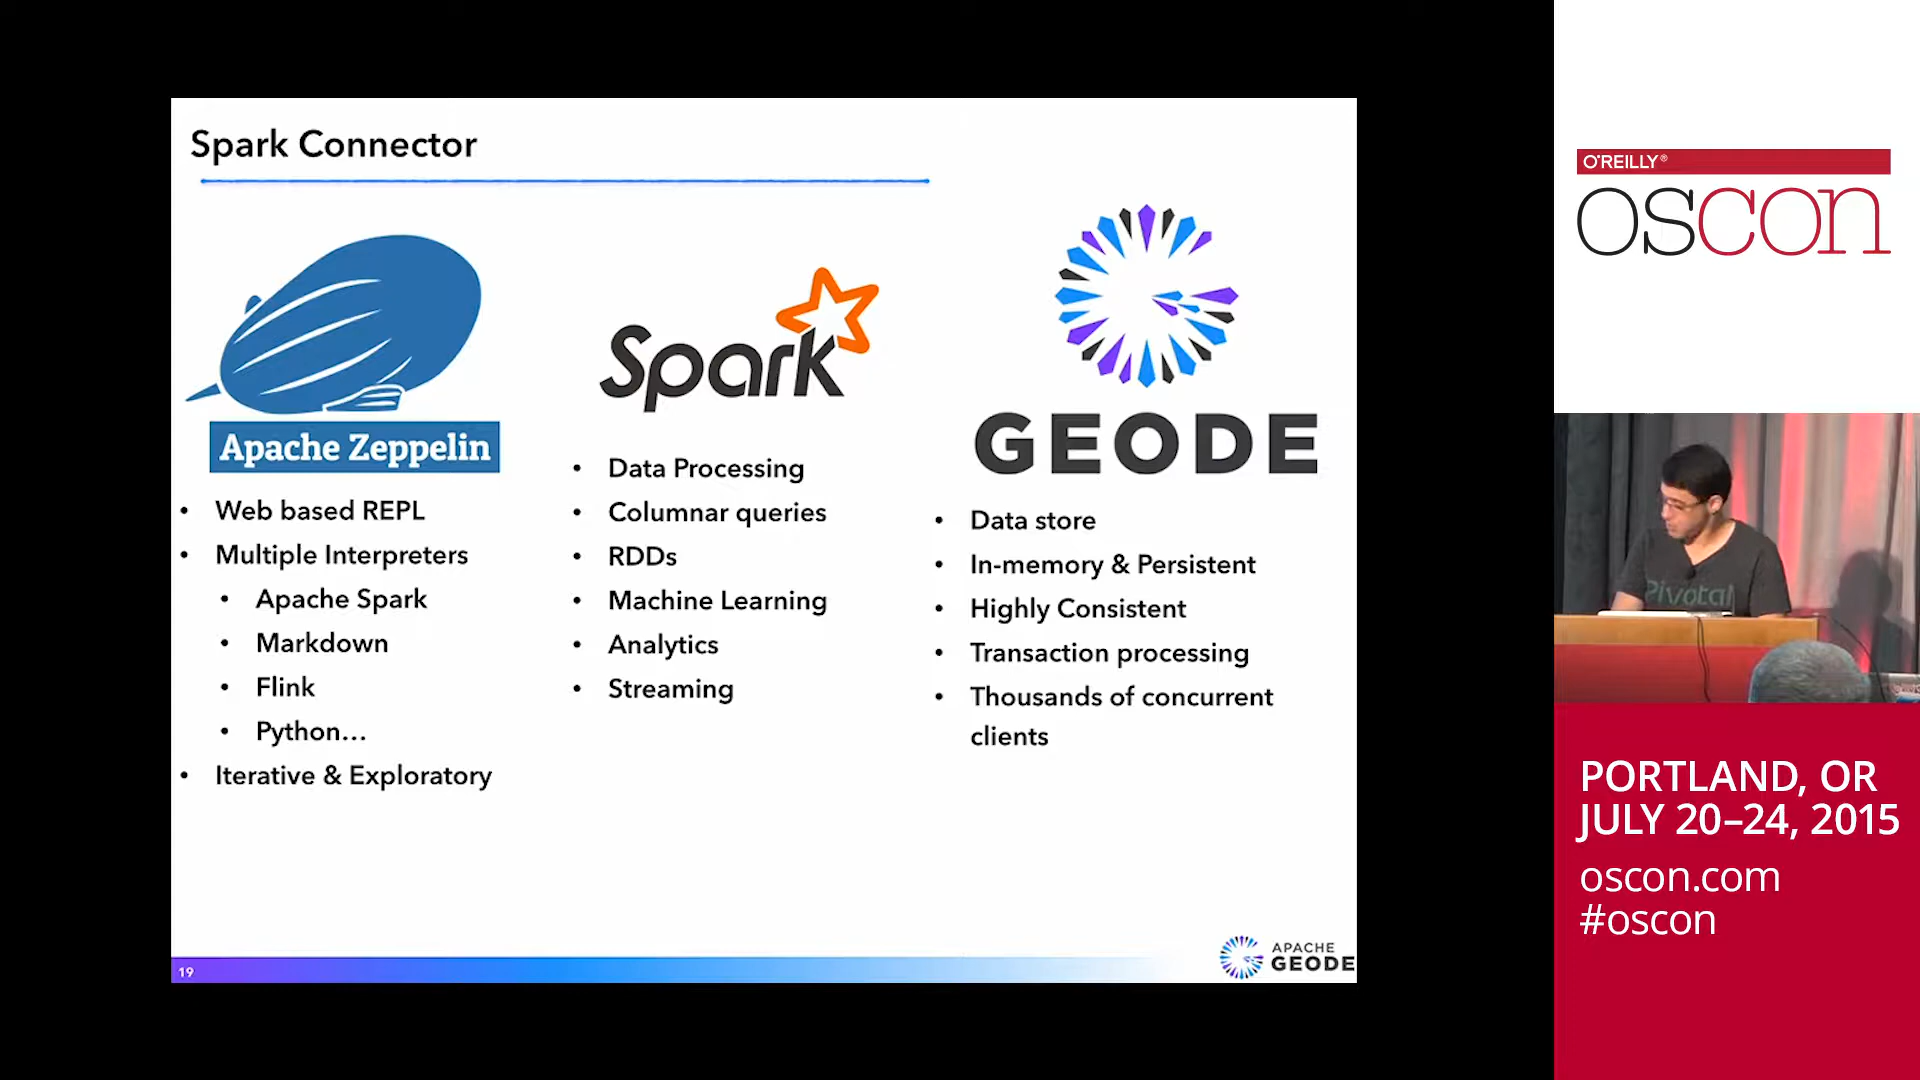 Spark Connector
Apache Zeppelin
• Web based REPL
• Multiple Interpreters
• Apache Spark
• Markdown
• Flink
• Python...
• Iterative & Exploratory
Spark
• Data Processing
• Columnar queries
• RDDs
• Machine Learning
• Analytics
• Streaming
GEODE
• Data store
• In-memory & Persistent
• Highly Consistent
• Transaction processing
• Thousands of concurrent
clients
19
APACHE
GEODE
O'REILLY®
oscon
Pivotal
PORTLAND, OR
JULY 20–24, 2015
oscon.com
#oscon